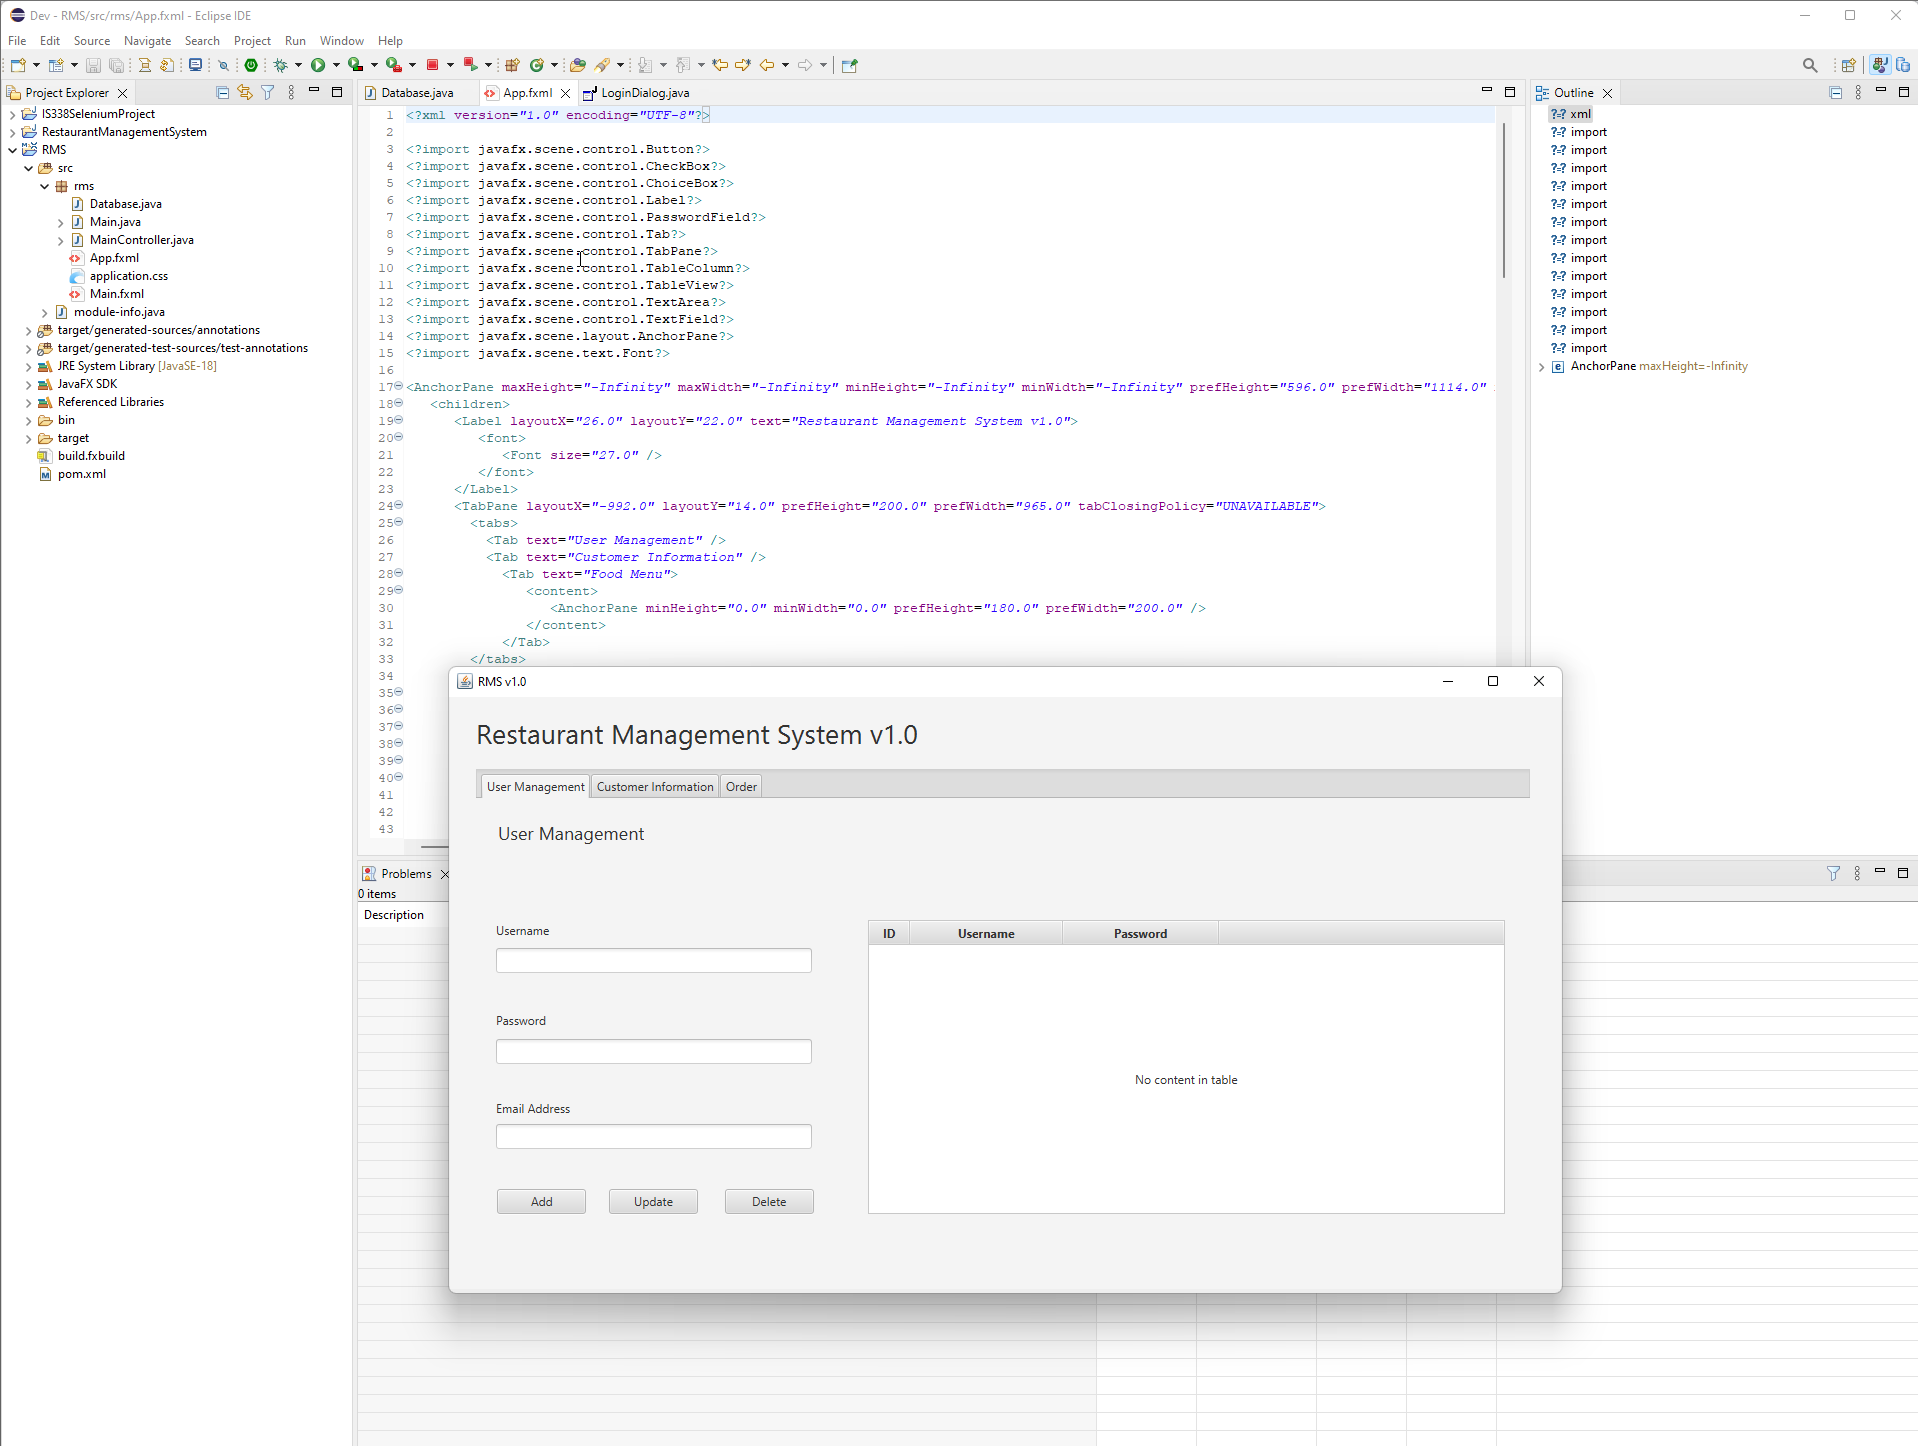 Dev - RMS/src/rms/App.fxml - Eclipse IDE
File Edit Source Navigate Search Project Run Window Help
Project Explorer
IS338SeleniumProject
RestaurantManagementSystem
RMS
src
rms
Database.java
Main.java
MainController.java
App.fxml
application.css
Main.fxml
module-info.java
target/generated-sources/annotations
target/generated-test-sources/test-annotations
JRE System Library [JavaSE-18]
JavaFX SDK
Referenced Libraries
bin
target
build.fxbuild
pom.xml
Database.java App.fxml LoginDialog.java
1 <?xml version="1.0" encoding="UTF-8"?>
2
3 <?import javafx.scene.control.Button?>
4 <?import javafx.scene.control.CheckBox?>
5 <?import javafx.scene.control.ChoiceBox?>
6 <?import javafx.scene.control.Label?>
7 <?import javafx.scene.control.PasswordField?>
8 <?import javafx.scene.control.Tab?>
9 <?import javafx.scene.control.TabPane?>
10 <?import javafx.scene.control.TableColumn?>
11 <?import javafx.scene.control.TableView?>
12 <?import javafx.scene.control.TextArea?>
13 <?import javafx.scene.control.TextField?>
14 <?import javafx.scene.layout.AnchorPane?>
15 <?import javafx.scene.text.Font?>
16
17 <AnchorPane maxHeight="-Infinity" maxWidth="-Infinity" minHeight="-Infinity" minWidth="-Infinity" prefHeight="596.0" prefWidth="1114.0"
18 <children>
19 <Label layoutX="26.0" layoutY="22.0" text="Restaurant Management System v1.0">
20 <font>
21 <Font size="27.0" />
22 </font>
23 </Label>
24 <TabPane layoutX="-992.0" layoutY="14.0" prefHeight="200.0" prefWidth="965.0" tabClosingPolicy="UNAVAILABLE">
25 <tabs>
26 <Tab text="User Management" />
27 <Tab text="Customer Information" />
28 <Tab text="Food Menu">
29 <content>
30 <AnchorPane minHeight="0.0" minWidth="0.0" prefHeight="180.0" prefWidth="200.0" />
31 </content>
32 </Tab>
33 </tabs>
34
35
36
37
38
39
40
41
42
43
Outline
xml
import
import
import
import
import
import
import
import
import
import
import
import
import
AnchorPane maxHeight=-Infinity
Problems
0 items
Description
RMS v1.0
Restaurant Management System v1.0
User Management Customer Information Order
User Management
Username
Password
Email Address
Add Update Delete
ID Username Password
No content in table